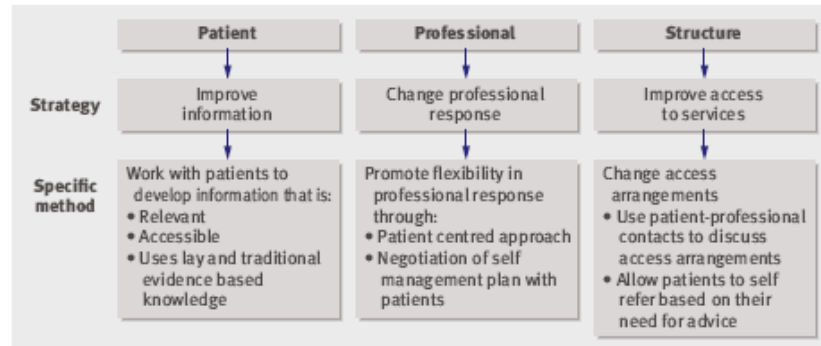 Patient
Professional
Structure
Strategy
Improve
information
Change professional
response
Improve access
to services
Specific
method
Work with patients to
develop information that is:
• Relevant
• Accessible
• Uses lay and traditional
evidence based
knowledge
Promote flexibility in
professional response
through:
• Patient centred approach
• Negotiation of self
management plan with
patients
Change access
arrangements
• Use patient-professional
contacts to discuss
access arrangements
• Allow patients to self
refer based on their
need for advice